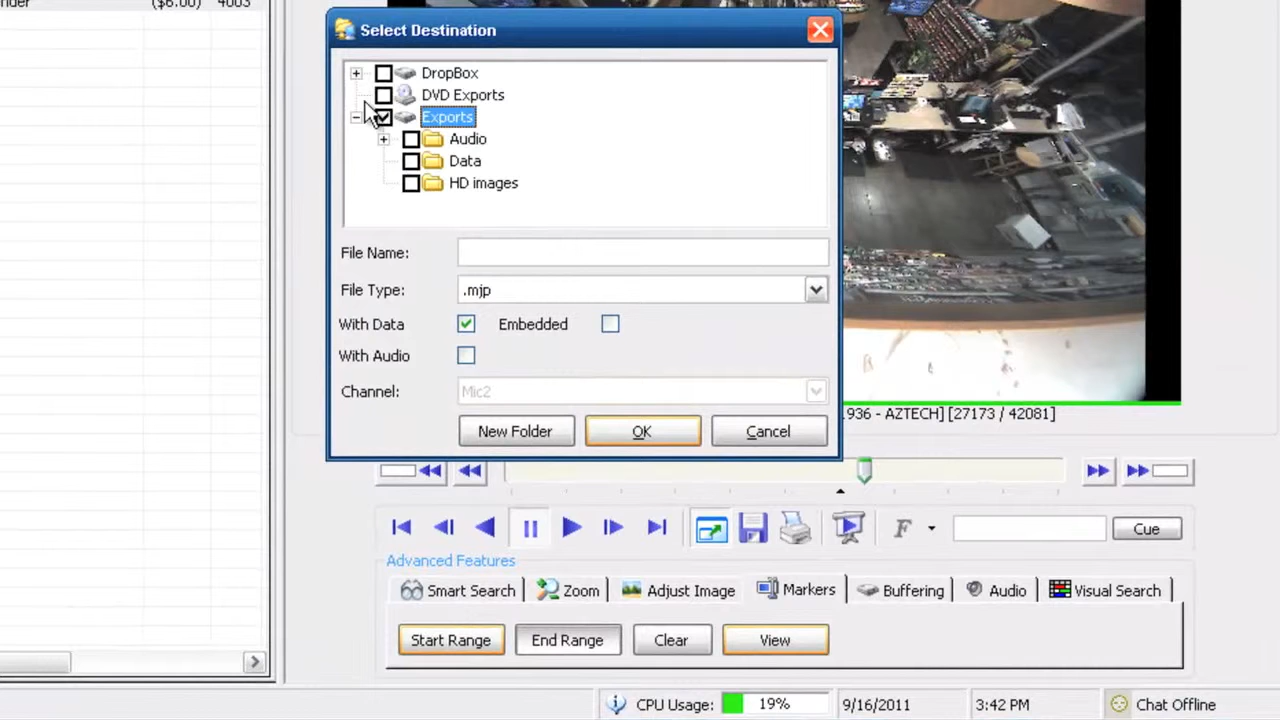 ($6.00) 4003
Select Destination
DropBox
DVD Exports
Exports
Audio
Data
HD images
File Name:
File Type: .mjp
With Data Embedded
With Audio
Channel: Mic2
New Folder OK Cancel
936 - AZTECH] [27173 / 42081]
F Cue
Advanced Features
Smart Search Zoom Adjust Image Markers Buffering Audio Visual Search
Start Range End Range Clear View
CPU Usage: 19% 9/16/2011 3:42 PM Chat Offline